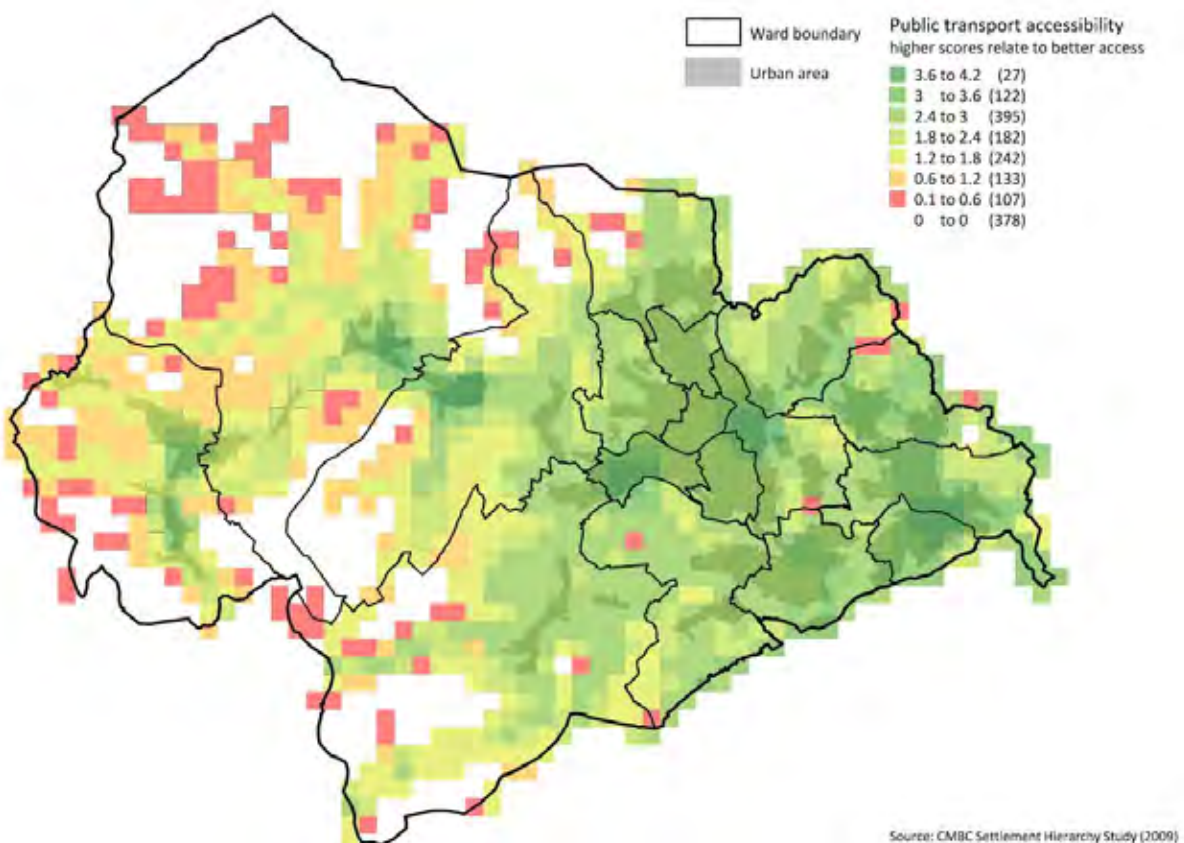 Ward boundary
Urban area
Public transport accessibility
higher scores relate to better access
3.6 to 4.2 (27)
3 to 3.6 (122)
2.4 to 3 (395)
1.8 to 2.4 (182)
1.2 to 1.8 (242)
0.6 to 1.2 (133)
0.1 to 0.6 (107)
0 to 0 (378)
Source: CMBC Settlement Hierarchy Study (2009)